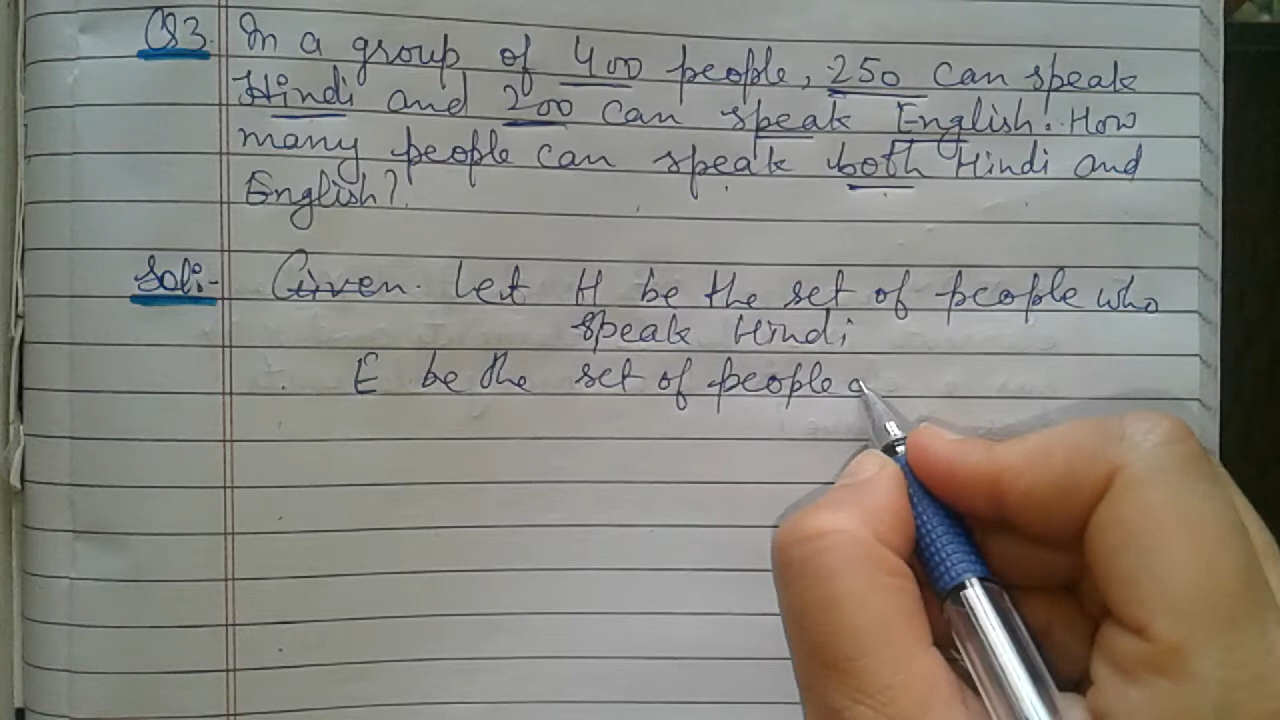 Q3 In a group of 400 people, 250 can speak
Hindi and 200 can speak English. How
many people can speak both Hindi and
English?
Sol:- Given. Let H be the set of people who
speak Hindi
E be the set of people